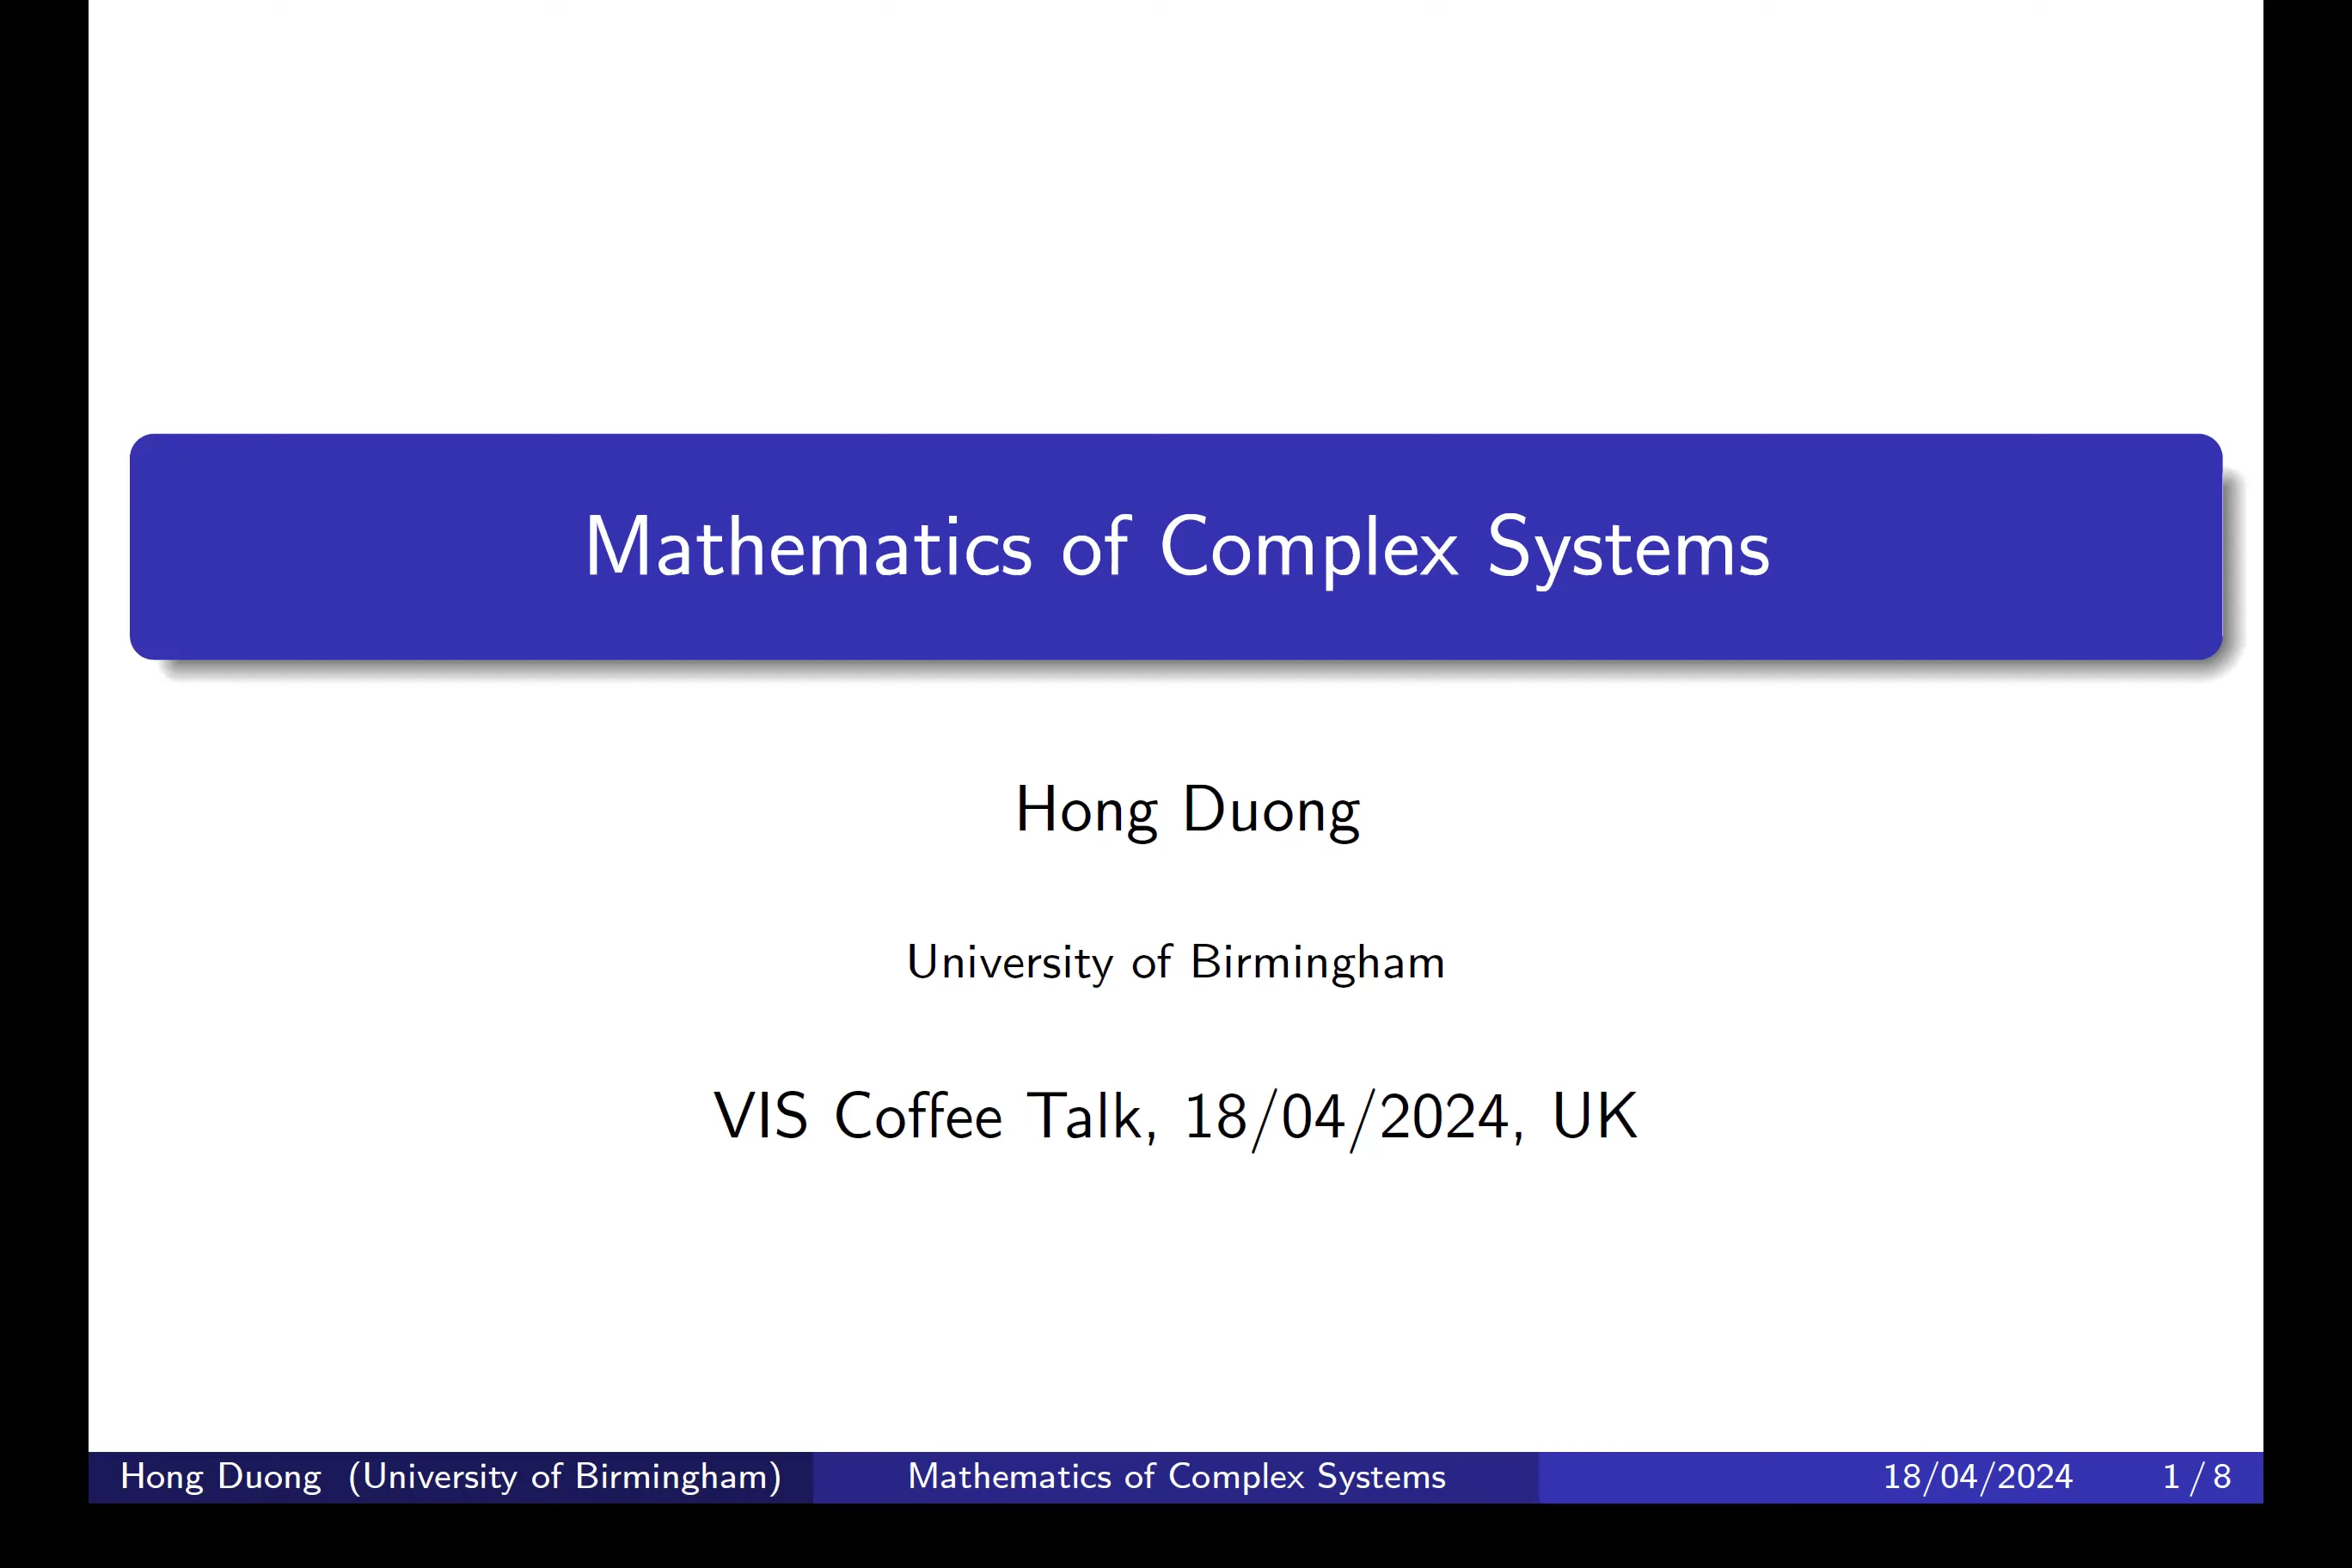 Mathematics of Complex Systems
Hong Duong
University of Birmingham
VIS Coffee Talk, 18/04/2024, UK
Hong Duong (University of Birmingham) Mathematics of Complex Systems 18/04/2024 1 / 8